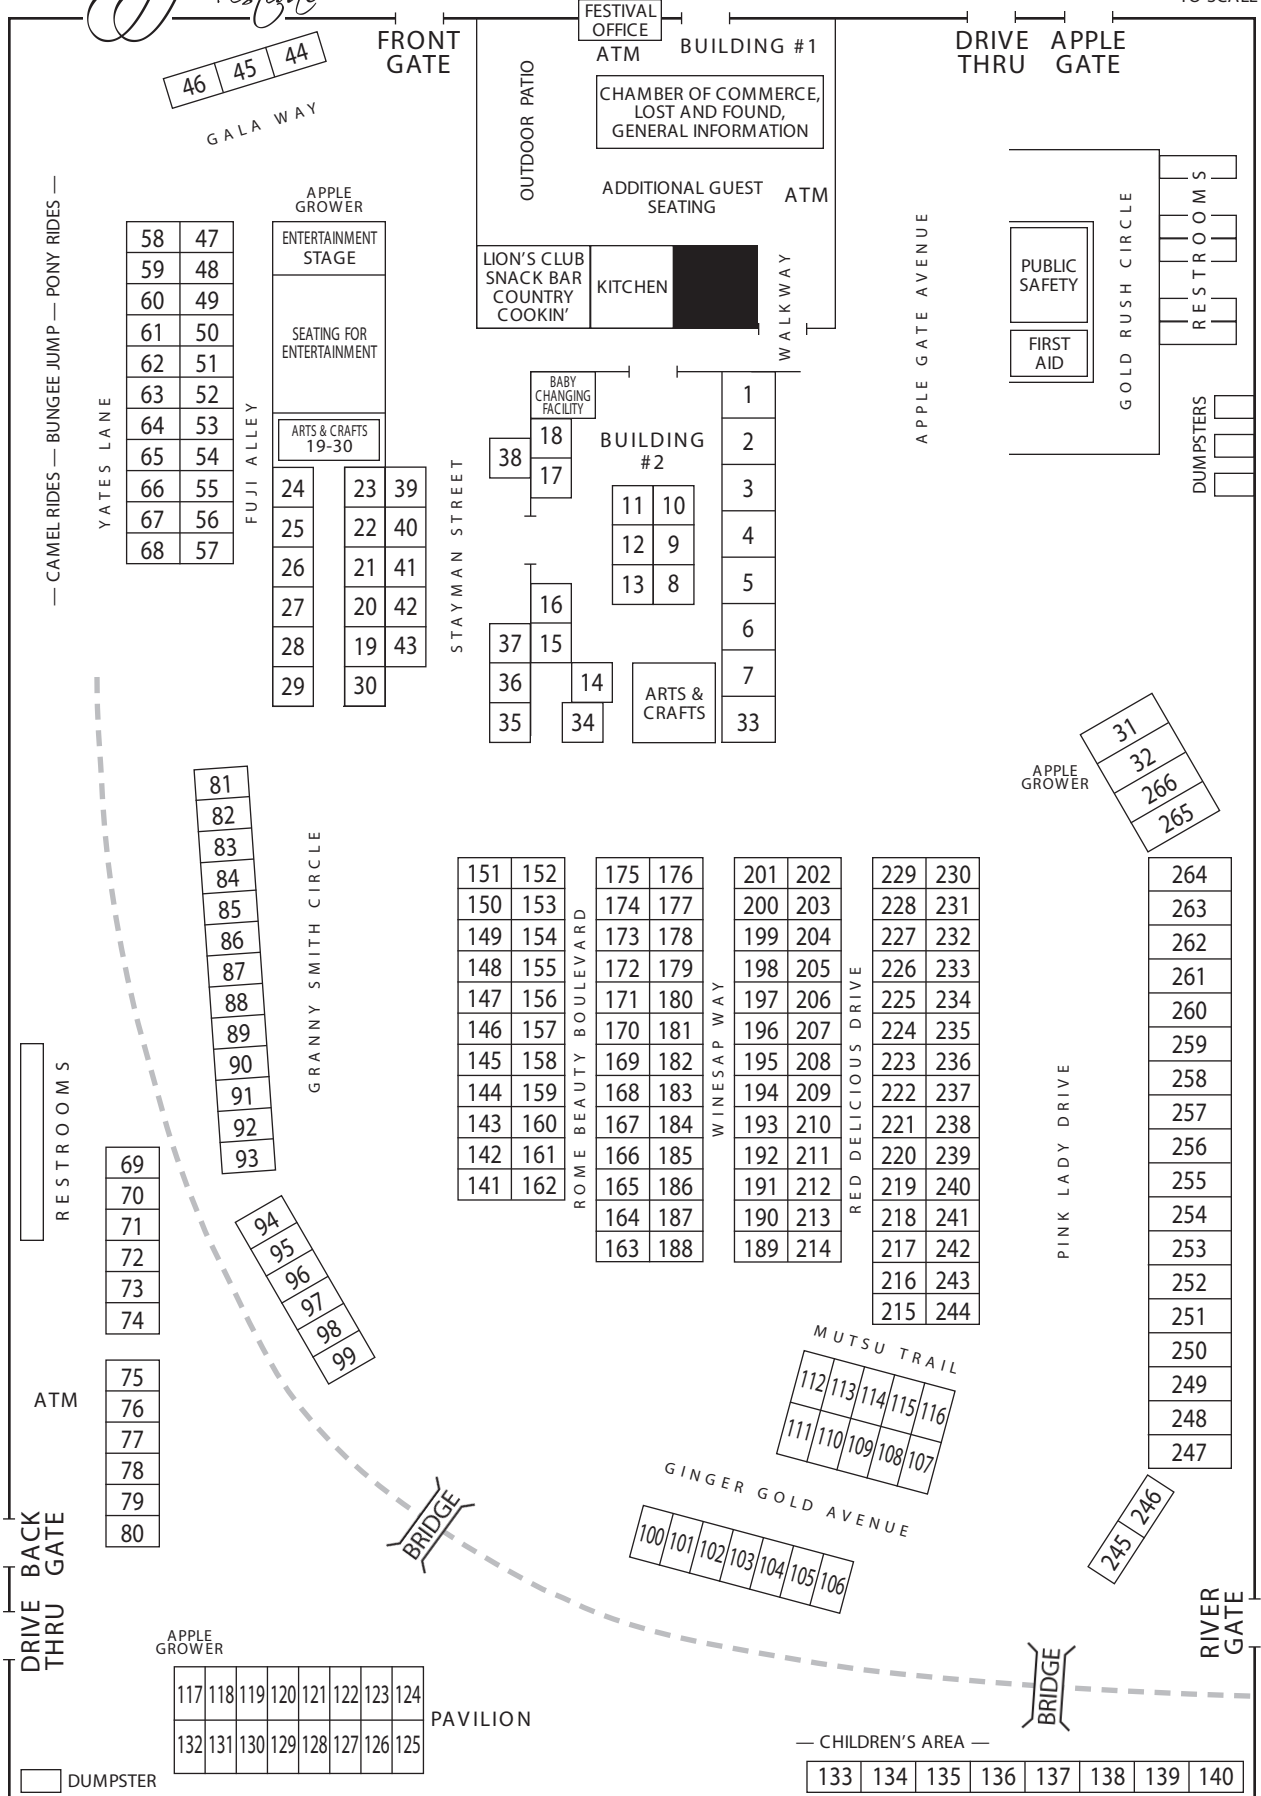 Festival
TO SCALE
FESTIVAL
OFFICE
FRONT
GATE
ATM
BUILDING #1
DRIVE
THRU
APPLE
GATE
46 45 44
GALA WAY
OUTDOOR PATIO
CHAMBER OF COMMERCE,
LOST AND FOUND,
GENERAL INFORMATION
ADDITIONAL GUEST
SEATING
ATM
LION'S CLUB
SNACK BAR
COUNTRY
COOKIN'
KITCHEN
WALKWAY
APPLE GATE AVENUE
PUBLIC
SAFETY
FIRST
AID
GOLD RUSH CIRCLE
RESTROOMS
DUMPSTERS
— CAMEL RIDES — BUNGEE JUMP — PONY RIDES —
YATES LANE
58 47
59 48
60 49
61 50
62 51
63 52
64 53
65 54
66 55
67 56
68 57
FUJI ALLEY
APPLE
GROWER
ENTERTAINMENT
STAGE
SEATING FOR
ENTERTAINMENT
ARTS & CRAFTS
19-30
24 23 39
25 22 40
26 21 41
27 20 42
28 19 43
29 30
STAYMAN STREET
BABY
CHANGING
FACILITY
18
38
17
BUILDING
#2
11 10
12 9
13 8
16
37 15
36 14
35 34
ARTS &
CRAFTS
1
2
3
4
5
6
7
33
APPLE
GROWER
31
32
266
265
81
82
83
84
85
86
87
88
89
90
91
92
93
GRANNY SMITH CIRCLE
94
95
96
97
98
99
151 152
150 153
149 154
148 155
147 156
146 157
145 158
144 159
143 160
142 161
141 162
ROME BEAUTY BOULEVARD
175 176
174 177
173 178
172 179
171 180
170 181
169 182
168 183
167 184
166 185
165 186
164 187
163 188
WINESAP WAY
201 202
200 203
199 204
198 205
197 206
196 207
195 208
194 209
193 210
192 211
191 212
190 213
189 214
RED DELICIOUS DRIVE
229 230
228 231
227 232
226 233
225 234
224 235
223 236
222 237
221 238
220 239
219 240
218 241
217 242
216 243
215 244
PINK LADY DRIVE
264
263
262
261
260
259
258
257
256
255
254
253
252
251
250
249
248
247
246
245
RESTROOMS
69
70
71
72
73
74
ATM
75
76
77
78
79
80
MUTSU TRAIL
112 113 114 115 116
111 110 109 108 107
GINGER GOLD AVENUE
100 101 102 103 104 105 106
BRIDGE
BACK
GATE
DRIVE
THRU
RIVER
GATE
BRIDGE
APPLE
GROWER
117 118 119 120 121 122 123 124
132 131 130 129 128 127 126 125
PAVILION
DUMPSTER
— CHILDREN'S AREA —
133 134 135 136 137 138 139 140